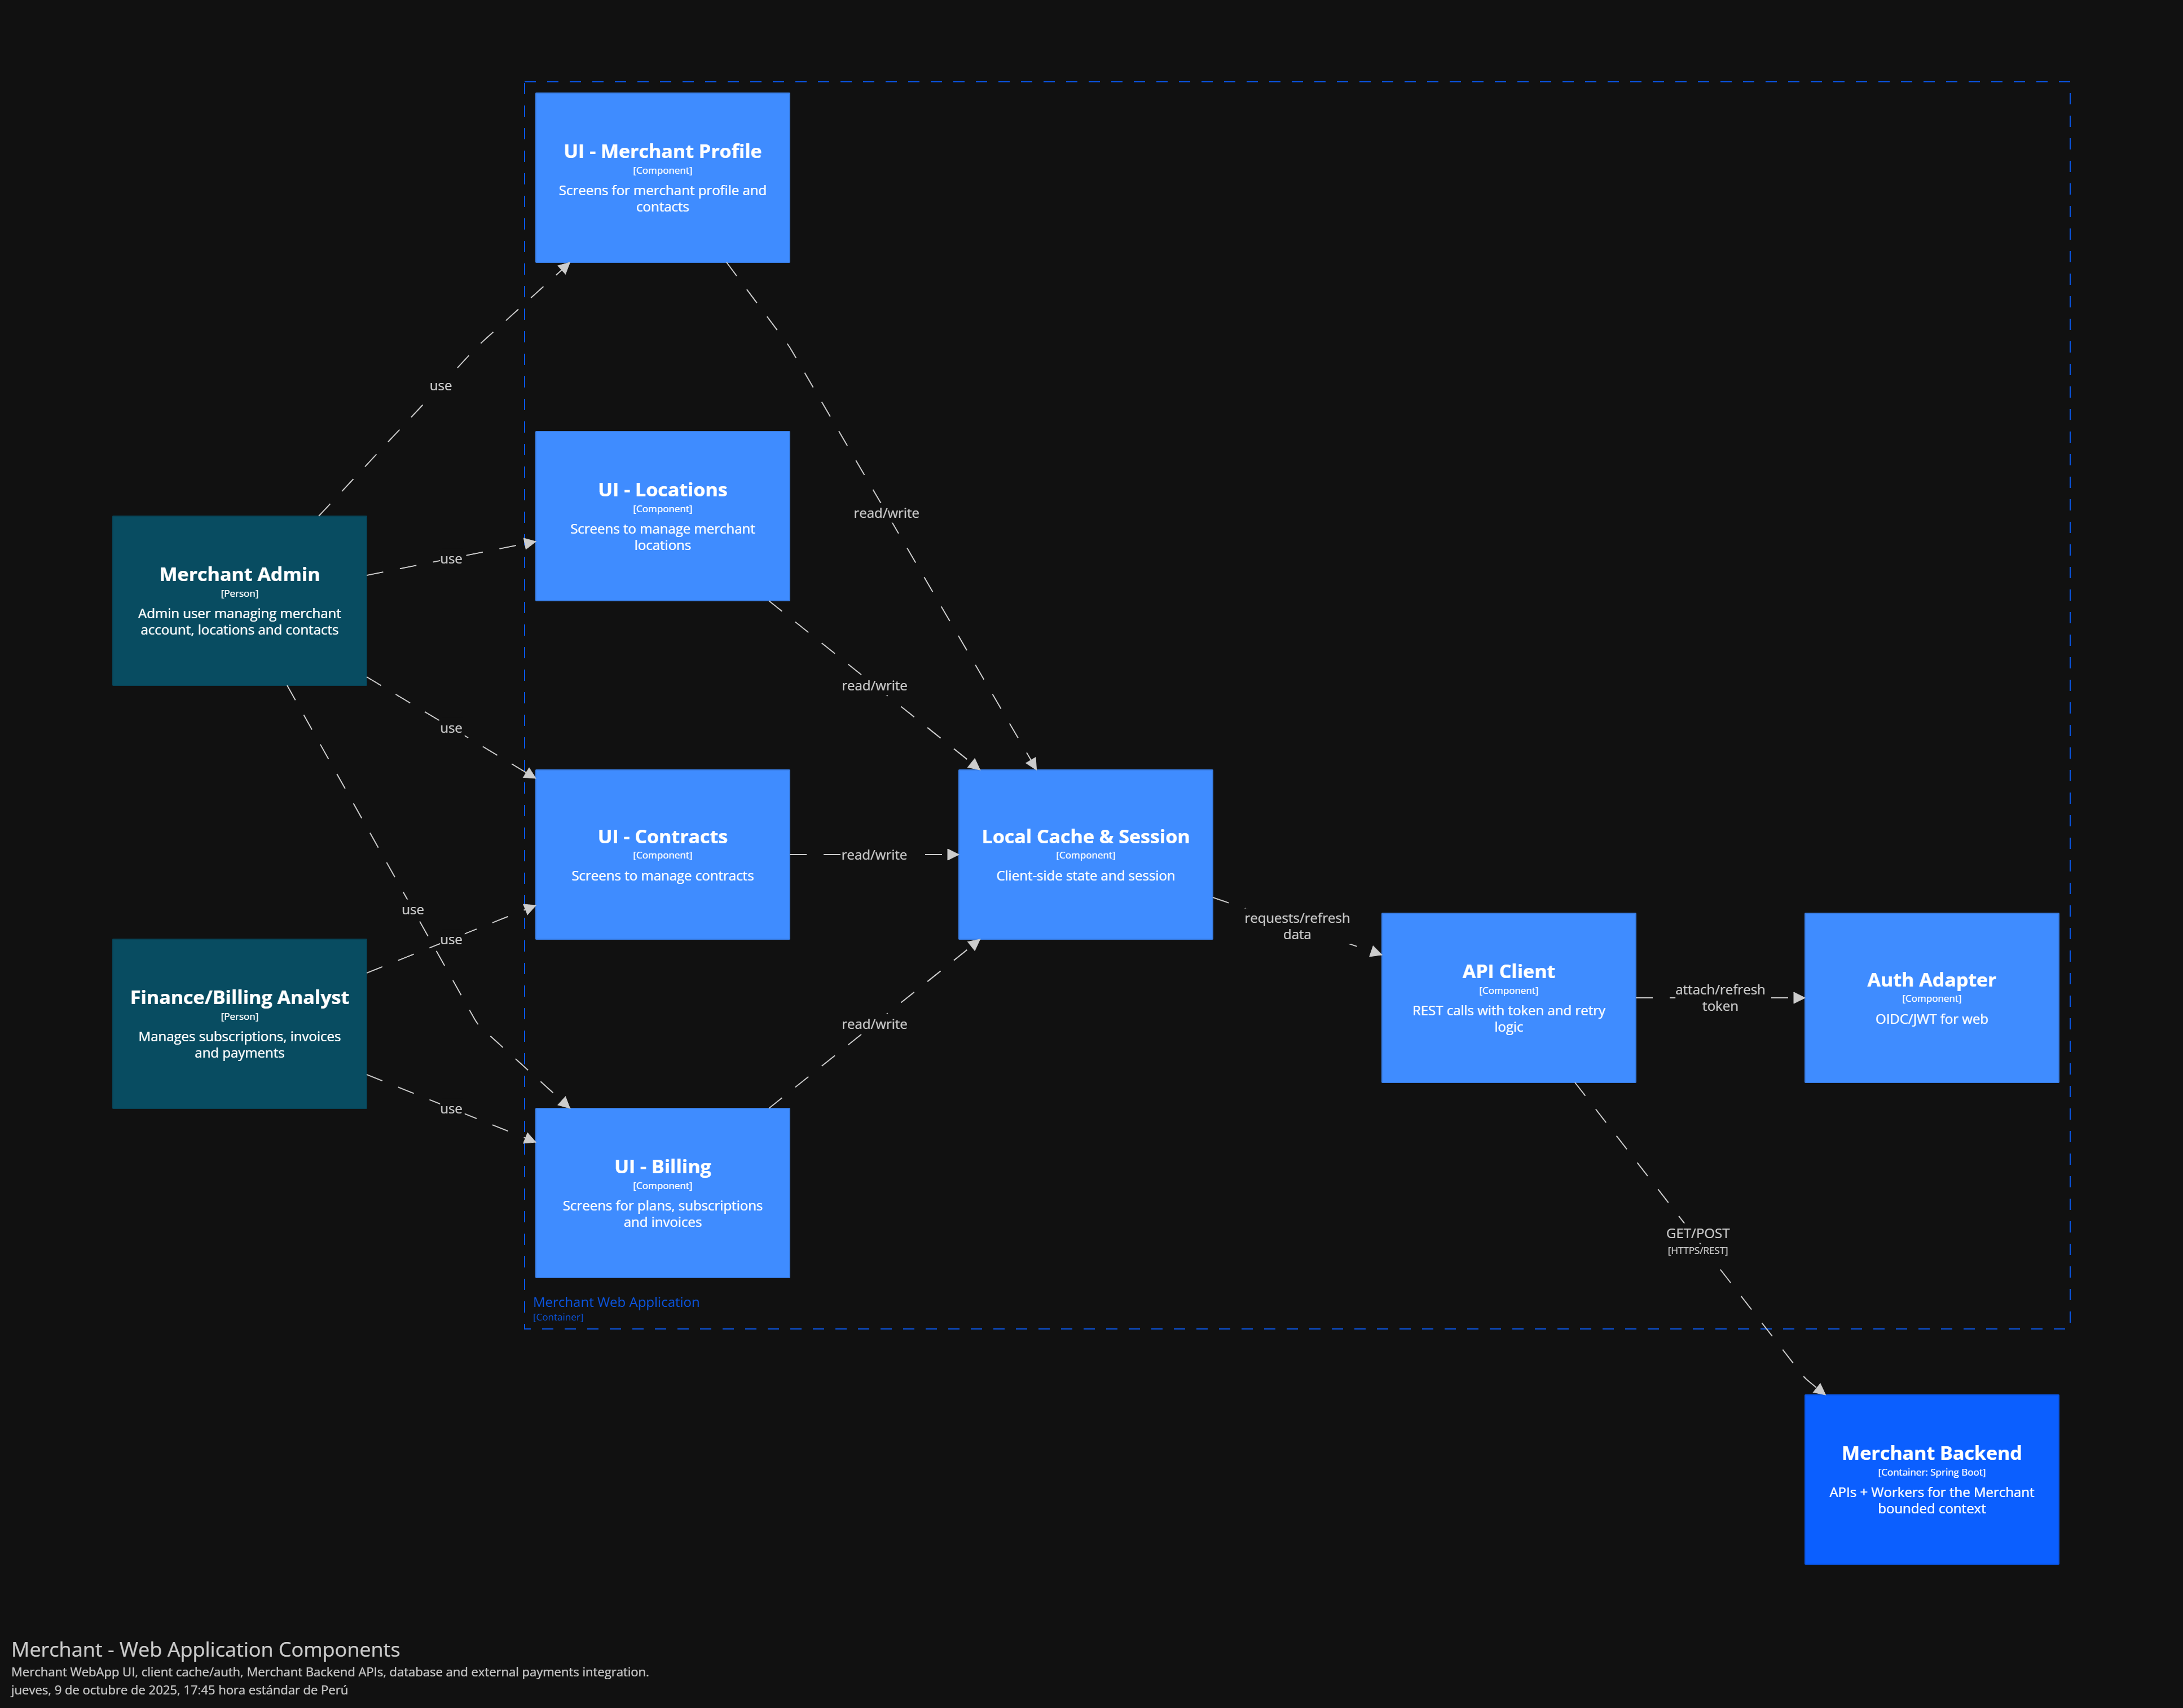 UI - Merchant Profile
[Component]
Screens for merchant profile and
contacts
use
UI - Locations
[Component]
Screens to manage merchant
locations
read/write
Merchant Admin
[Person]
Admin user managing merchant
account, locations and contacts
use
read/write
use
UI - Contracts
[Component]
Screens to manage contracts
read/write
Local Cache & Session
[Component]
Client-side state and session
use
use
requests/refresh
data
Finance/Billing Analyst
[Person]
Manages subscriptions, invoices
and payments
API Client
[Component]
REST calls with token and retry
logic
attach/refresh
token
Auth Adapter
[Component]
OIDC/JWT for web
read/write
use
UI - Billing
[Component]
Screens for plans, subscriptions
and invoices
GET/POST
[HTTPS/REST]
Merchant Web Application
[Container]
Merchant Backend
[Container: Spring Boot]
APIs + Workers for the Merchant
bounded context
Merchant - Web Application Components
Merchant WebApp UI, client cache/auth, Merchant Backend APIs, database and external payments integration.
jueves, 9 de octubre de 2025, 17:45 hora estándar de Perú